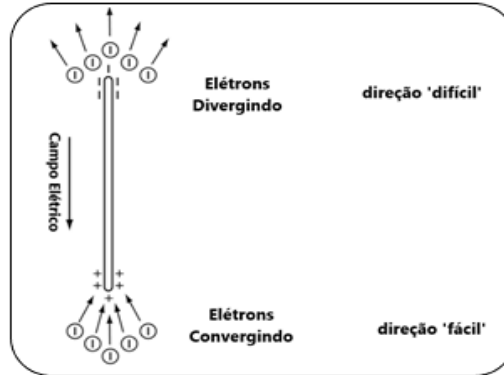 Elétrons
Divergindo
direção 'difícil'
Campo Elétrico
Elétrons
Convergindo
direção 'fácil'